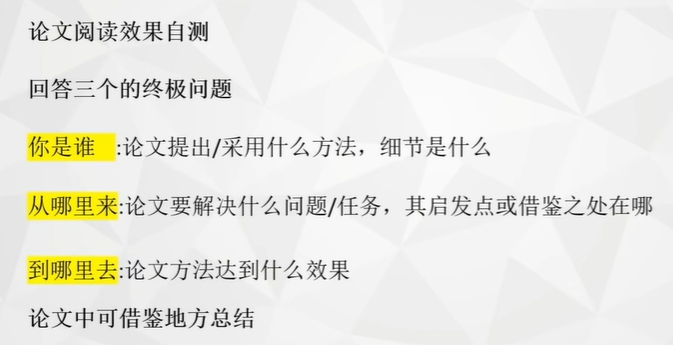 论文阅读效果自测
回答三个的终极问题
你是谁 :论文提出/采用什么方法，细节是什么
从哪里来:论文要解决什么问题/任务，其启发点或借鉴之处在哪
到哪里去:论文方法达到什么效果
论文中可借鉴地方总结